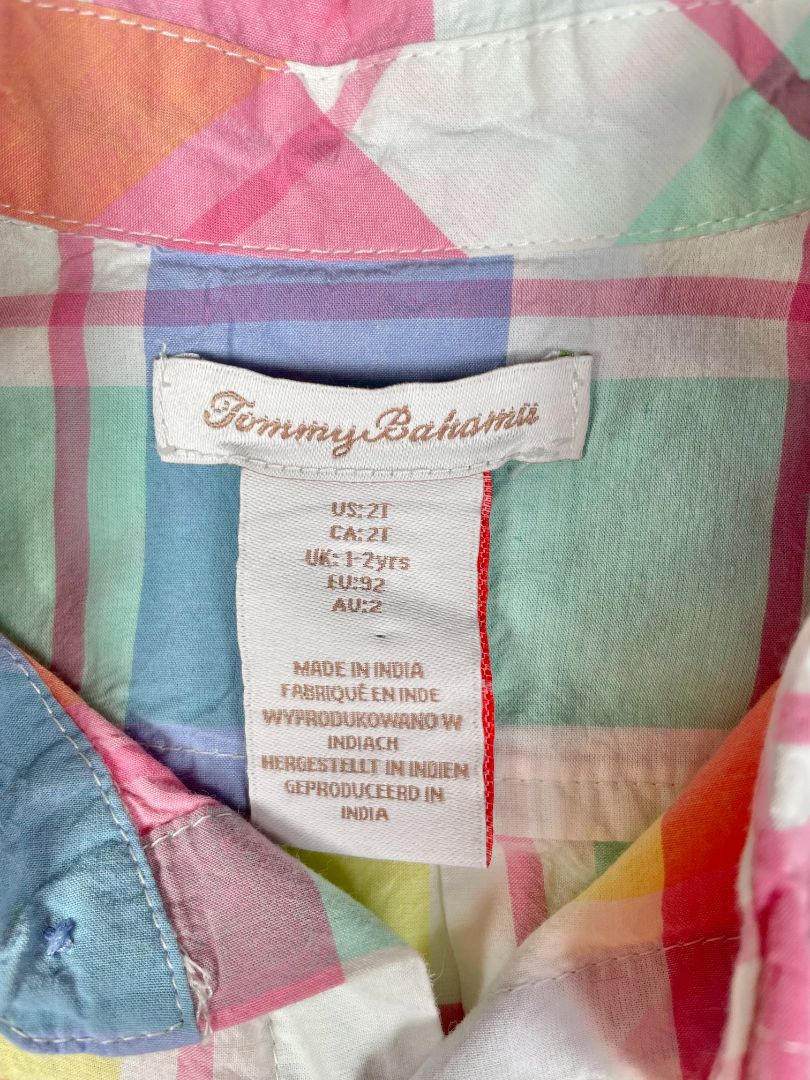 Tommy Bahama
US: 2T
CA: 2T
UK: 1-2yrs
EU: 92
AU: 2
MADE IN INDIA
FABRIQUÉ EN INDE
WYPRODUKOWANO W
INDIACH
HERGESTELLT IN INDIEN
GEPRODUCEERD IN
INDIA